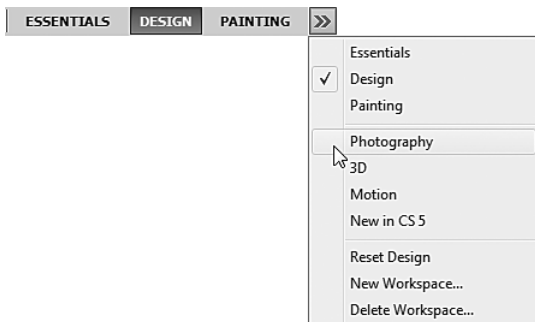 ESSENTIALS DESIGN PAINTING
Essentials
Design
Painting
Photography
3D
Motion
New in CS 5
Reset Design
New Workspace...
Delete Workspace...